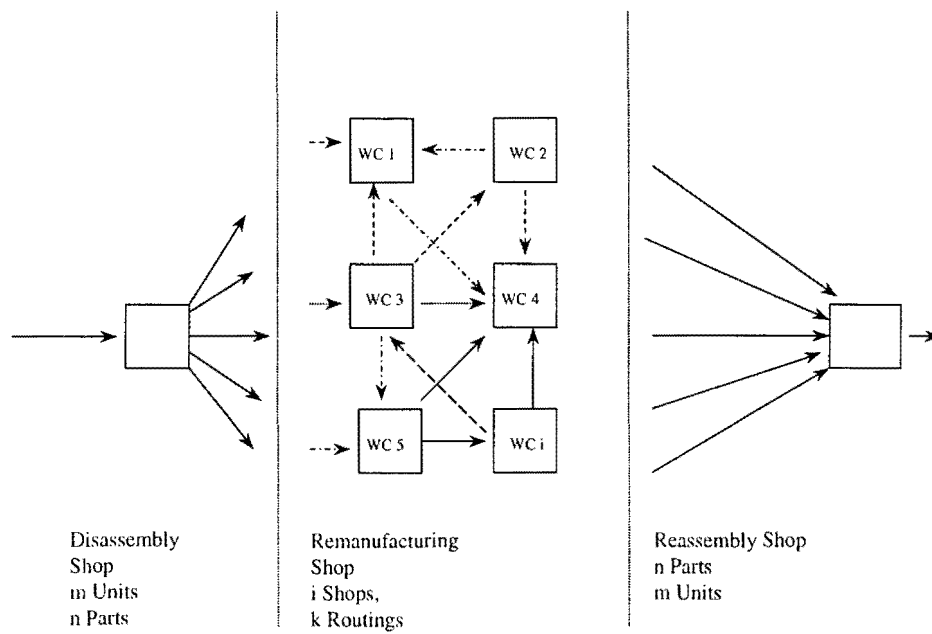 WC 1
WC 2
WC 3
WC 4
WC 5
WC i
Disassembly
Shop
m Units
n Parts
Remanufacturing
Shop
i Shops,
k Routings
Reassembly Shop
n Parts
m Units